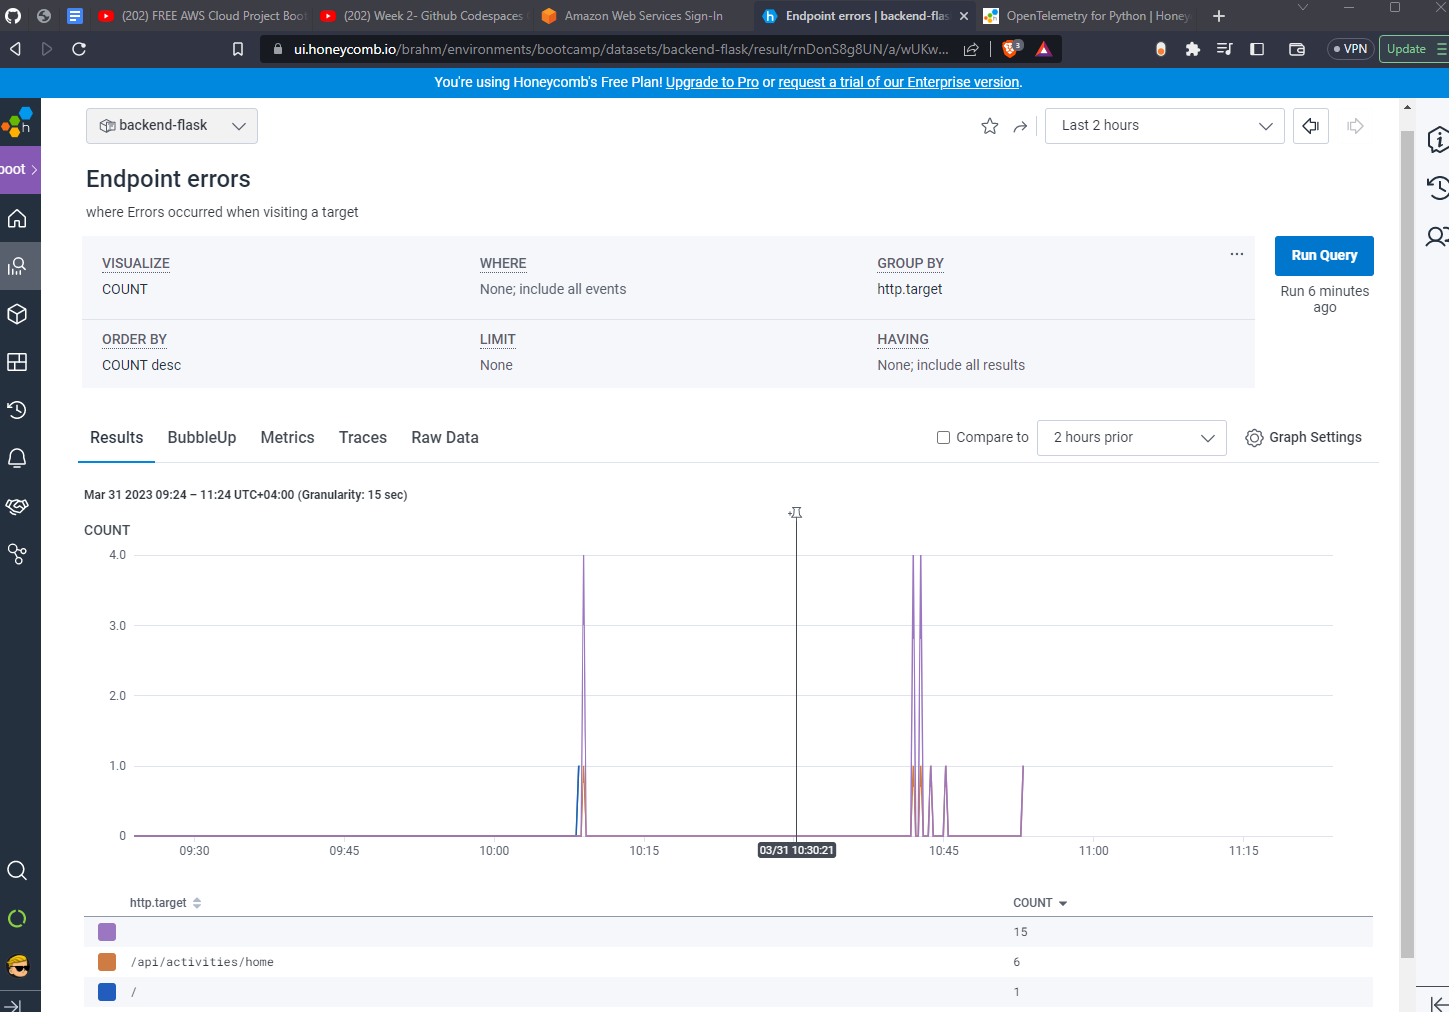 (202) FREE AWS Cloud Project Boot
(202) Week 2- Github Codespaces
Amazon Web Services Sign-In
Endpoint errors | backend-flas
OpenTelemetry for Python | Honey
ui.honeycomb.io/brahm/environments/bootcamp/datasets/backend-flask/result/rnDonS8g8UN/a/wUKw...
3
VPN
Update
You're using Honeycomb's Free Plan! Upgrade to Pro or request a trial of our Enterprise version.
h
boot
backend-flask
Last 2 hours
Endpoint errors
where Errors occurred when visiting a target
VISUALIZE
WHERE
GROUP BY
COUNT
None; include all events
http.target
Run Query
Run 6 minutes
ago
ORDER BY
LIMIT
HAVING
COUNT desc
None
None; include all results
Results
BubbleUp
Metrics
Traces
Raw Data
Compare to
2 hours prior
Graph Settings
Mar 31 2023 09:24 – 11:24 UTC+04:00 (Granularity: 15 sec)
COUNT
4.0
3.0
2.0
1.0
0
09:30
09:45
10:00
10:15
03/31 10:30:21
10:45
11:00
11:15
http.target
COUNT
15
/api/activities/home
6
/
1